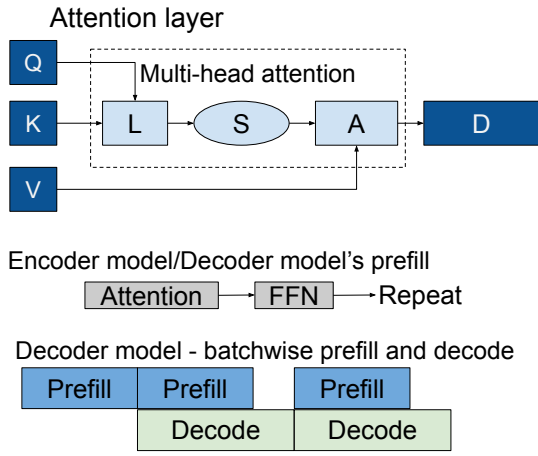 Attention layer
Q
Multi-head attention
K
L
S
A
D
V
Encoder model/Decoder model's prefill
Attention
FFN
Repeat
Decoder model - batchwise prefill and decode
Prefill
Prefill
Prefill
Decode
Decode